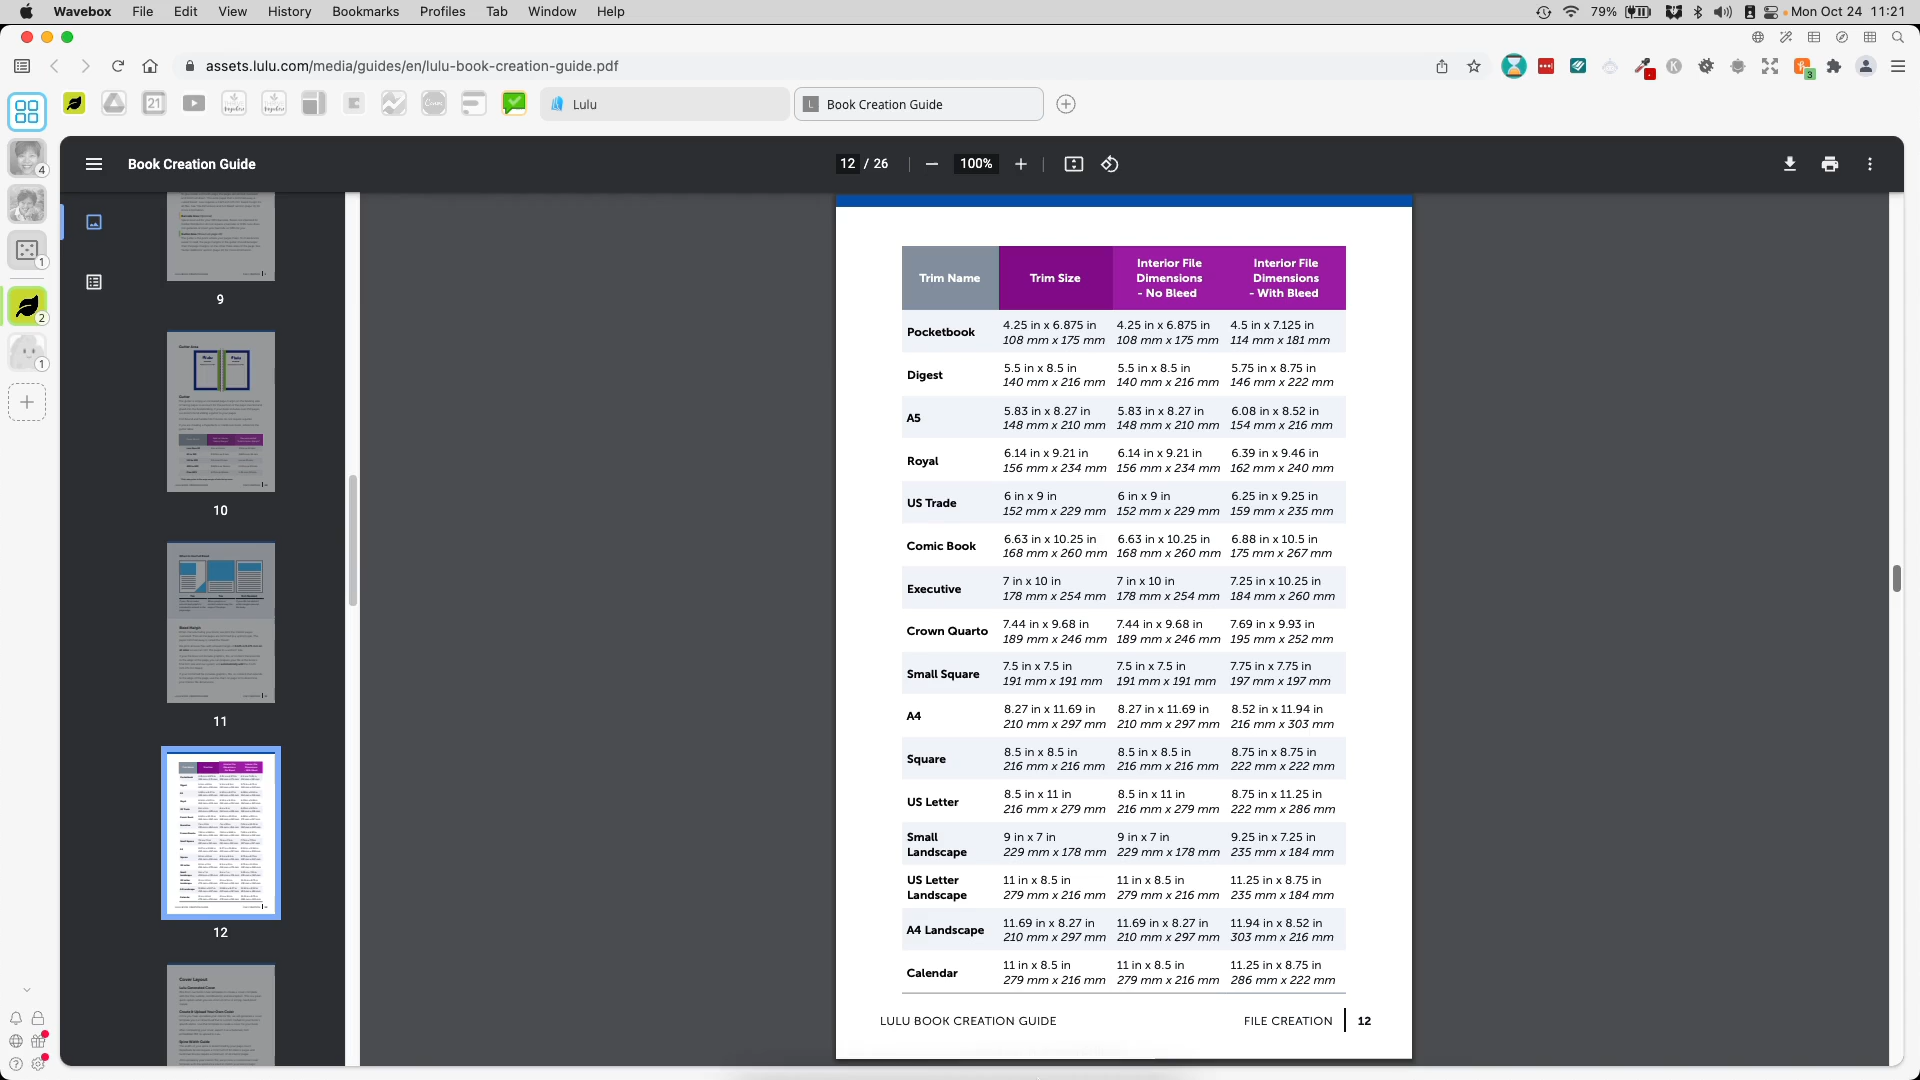 Wavebox File Edit View History Bookmarks Profiles Tab Window Help 79% Mon Oct 24 11:21
assets.lulu.com/media/guides/en/lulu-book-creation-guide.pdf 3
21 Lulu L Book Creation Guide
Book Creation Guide 12 / 26 100%
4
1
2
1
9
10
11
12
Trim Name Trim Size Interior File Dimensions - No Bleed Interior File Dimensions - With Bleed
Pocketbook 4.25 in x 6.875 in 4.25 in x 6.875 in 4.5 in x 7.125 in
108 mm x 175 mm 108 mm x 175 mm 114 mm x 181 mm
Digest 5.5 in x 8.5 in 5.5 in x 8.5 in 5.75 in x 8.75 in
140 mm x 216 mm 140 mm x 216 mm 146 mm x 222 mm
A5 5.83 in x 8.27 in 5.83 in x 8.27 in 6.08 in x 8.52 in
148 mm x 210 mm 148 mm x 210 mm 154 mm x 216 mm
Royal 6.14 in x 9.21 in 6.14 in x 9.21 in 6.39 in x 9.46 in
156 mm x 234 mm 156 mm x 234 mm 162 mm x 240 mm
US Trade 6 in x 9 in 6 in x 9 in 6.25 in x 9.25 in
152 mm x 229 mm 152 mm x 229 mm 159 mm x 235 mm
Comic Book 6.63 in x 10.25 in 6.63 in x 10.25 in 6.88 in x 10.5 in
168 mm x 260 mm 168 mm x 260 mm 175 mm x 267 mm
Executive 7 in x 10 in 7 in x 10 in 7.25 in x 10.25 in
178 mm x 254 mm 178 mm x 254 mm 184 mm x 260 mm
Crown Quarto 7.44 in x 9.68 in 7.44 in x 9.68 in 7.69 in x 9.93 in
189 mm x 246 mm 189 mm x 246 mm 195 mm x 252 mm
Small Square 7.5 in x 7.5 in 7.5 in x 7.5 in 7.75 in x 7.75 in
191 mm x 191 mm 191 mm x 191 mm 197 mm x 197 mm
A4 8.27 in x 11.69 in 8.27 in x 11.69 in 8.52 in x 11.94 in
210 mm x 297 mm 210 mm x 297 mm 216 mm x 303 mm
Square 8.5 in x 8.5 in 8.5 in x 8.5 in 8.75 in x 8.75 in
216 mm x 216 mm 216 mm x 216 mm 222 mm x 222 mm
US Letter 8.5 in x 11 in 8.5 in x 11 in 8.75 in x 11.25 in
216 mm x 279 mm 216 mm x 279 mm 222 mm x 286 mm
Small 9 in x 7 in 9 in x 7 in 9.25 in x 7.25 in
Landscape 229 mm x 178 mm 229 mm x 178 mm 235 mm x 184 mm
US Letter 11 in x 8.5 in 11 in x 8.5 in 11.25 in x 8.75 in
Landscape 279 mm x 216 mm 279 mm x 216 mm 235 mm x 184 mm
A4 Landscape 11.69 in x 8.27 in 11.69 in x 8.27 in 11.94 in x 8.52 in
210 mm x 297 mm 210 mm x 297 mm 303 mm x 216 mm
Calendar 11 in x 8.5 in 11 in x 8.5 in 11.25 in x 8.75 in
279 mm x 216 mm 279 mm x 216 mm 286 mm x 222 mm
LULU BOOK CREATION GUIDE FILE CREATION 12